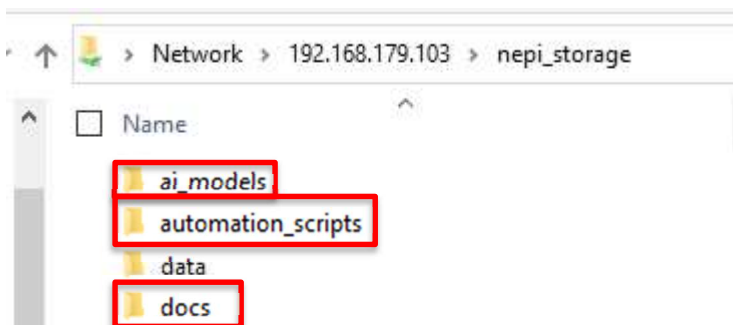 Network > 192.168.179.103 > nepi_storage
Name
ai_models
automation_scripts
data
docs